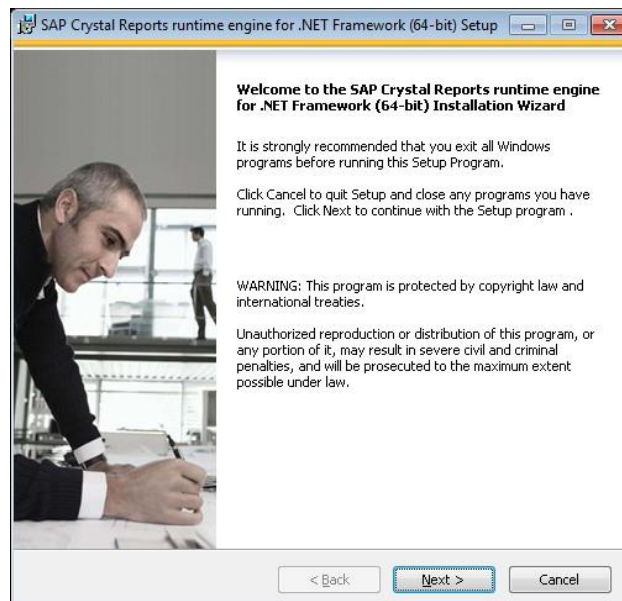 SAP Crystal Reports runtime engine for .NET Framework (64-bit) Setup
Welcome to the SAP Crystal Reports runtime engine
for .NET Framework (64-bit) Installation Wizard
It is strongly recommended that you exit all Windows
programs before running this Setup Program.
Click Cancel to quit Setup and close any programs you have
running.  Click Next to continue with the Setup program .
WARNING: This program is protected by copyright law and
international treaties.
Unauthorized reproduction or distribution of this program, or
any portion of it, may result in severe civil and criminal
penalties, and will be prosecuted to the maximum extent
possible under law.
< Back Next > Cancel